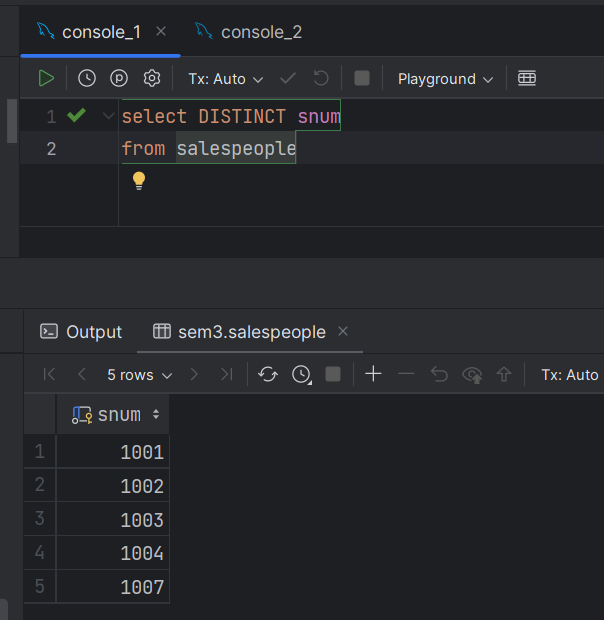 console_1 console_2
Tx: Auto Playground
1 select DISTINCT snum
2 from salespeople
Output sem3.salespeople
5 rows Tx: Auto
snum
1 1001
2 1002
3 1003
4 1004
5 1007